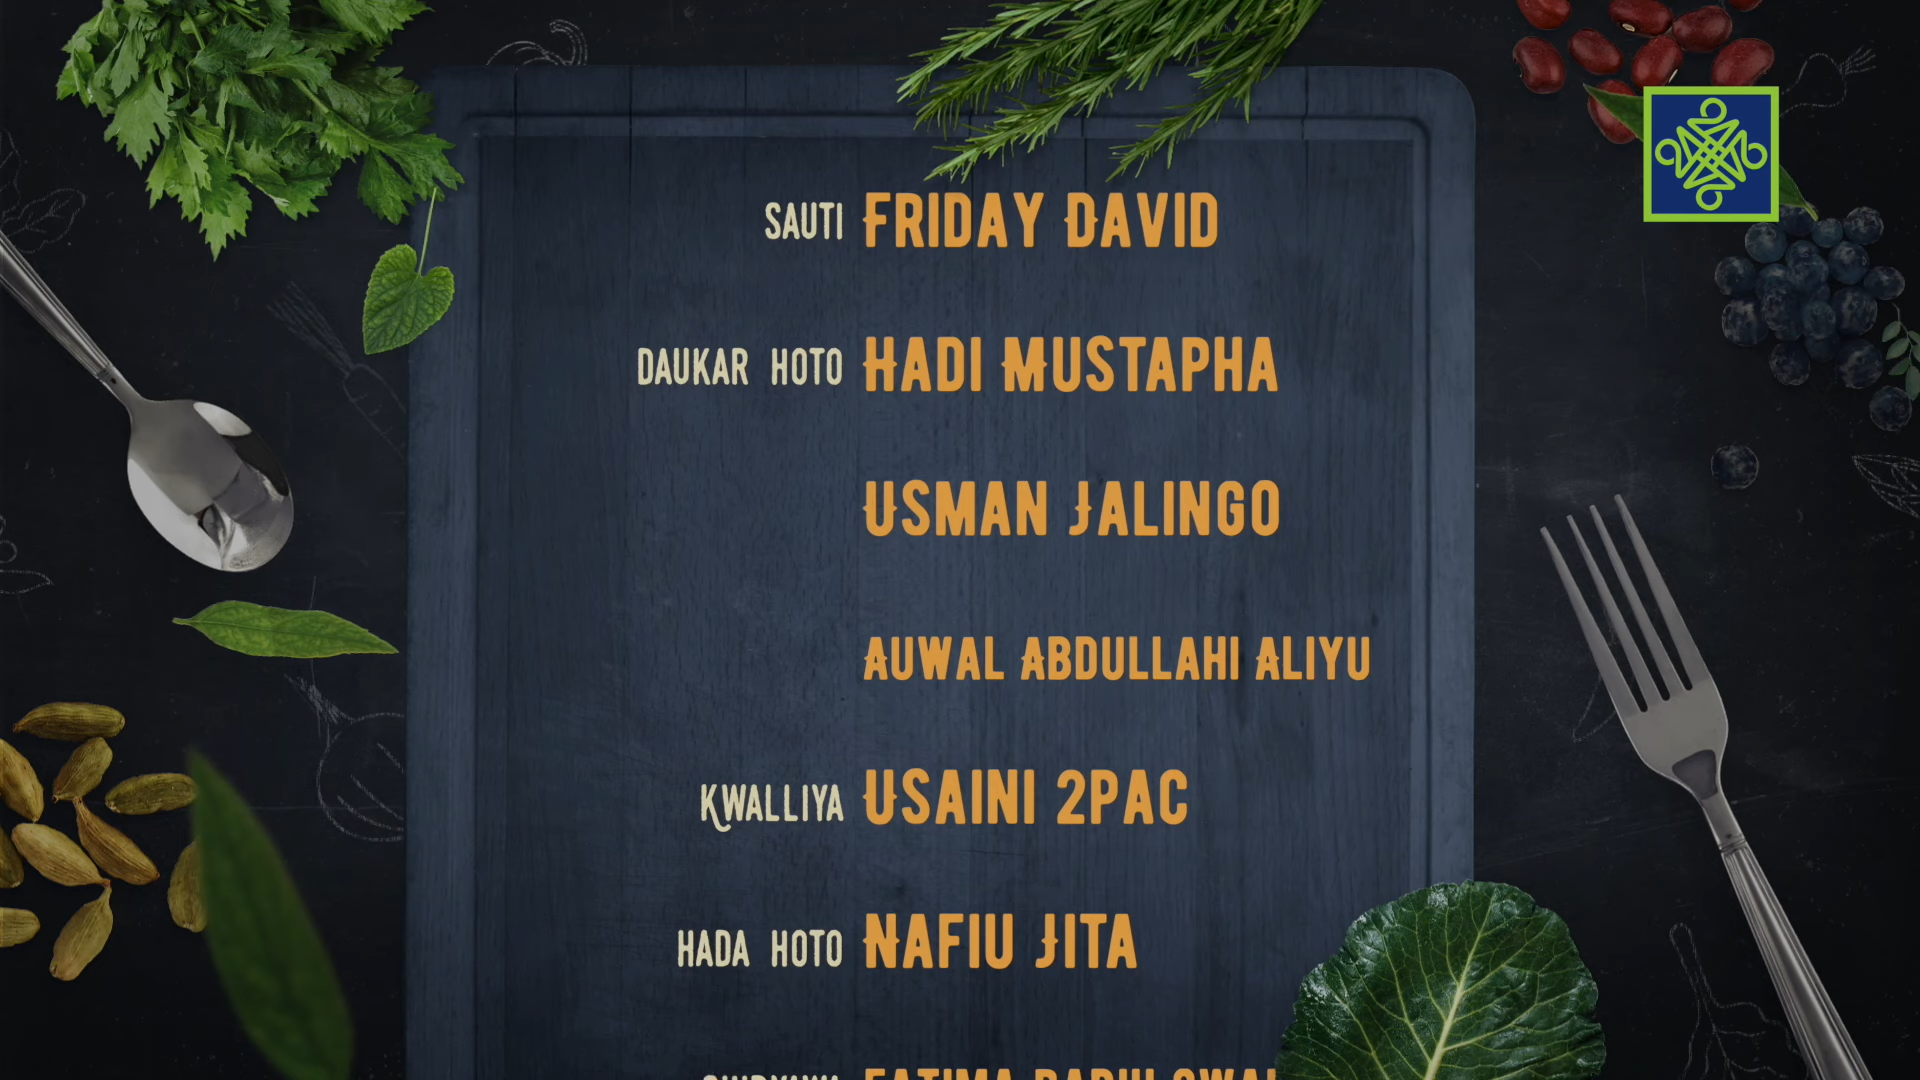 SAUTI FRIDAY DAVID
DAUKAR HOTO HADI MUSTAPHA
USMAN JALINGO
AUWAL ABDULLAHI ALIYU
KWALLIYA USAINI 2PAC
HADA HOTO NAFIU JITA
FATIMA